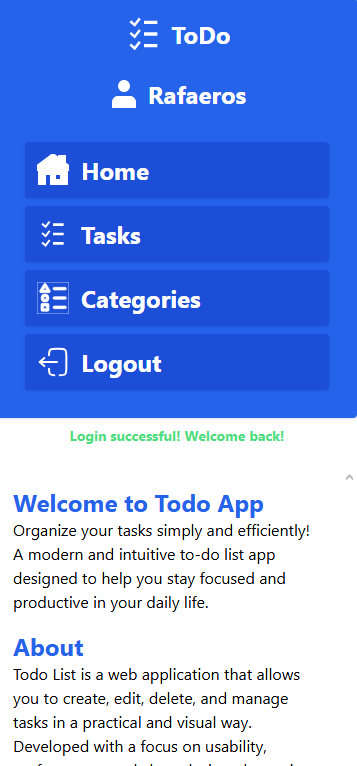 ToDo
Rafaeros
Home
Tasks
Categories
Logout
Login successful! Welcome back!
Welcome to Todo App
Organize your tasks simply and efficiently!
A modern and intuitive to-do list app
designed to help you stay focused and
productive in your daily life.
About
Todo List is a web application that allows
you to create, edit, delete, and manage
tasks in a practical and visual way.
Developed with a focus on usability,